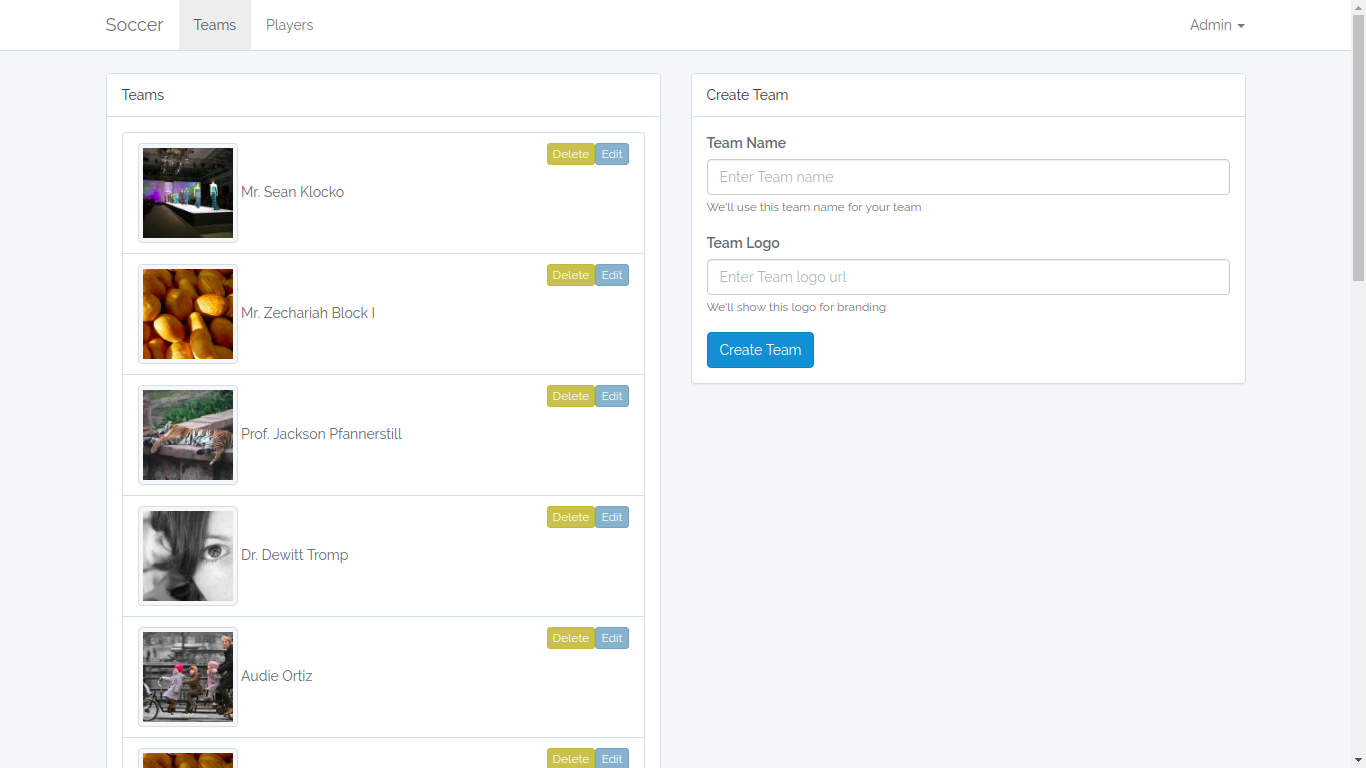 Soccer Teams Players Admin
Teams
Delete Edit
Mr. Sean Klocko
Delete Edit
Mr. Zechariah Block I
Delete Edit
Prof. Jackson Pfannerstill
Delete Edit
Dr. Dewitt Tromp
Delete Edit
Audie Ortiz
Delete Edit
Create Team
Team Name
Enter Team name
We'll use this team name for your team
Team Logo
Enter Team logo url
We'll show this logo for branding
Create Team